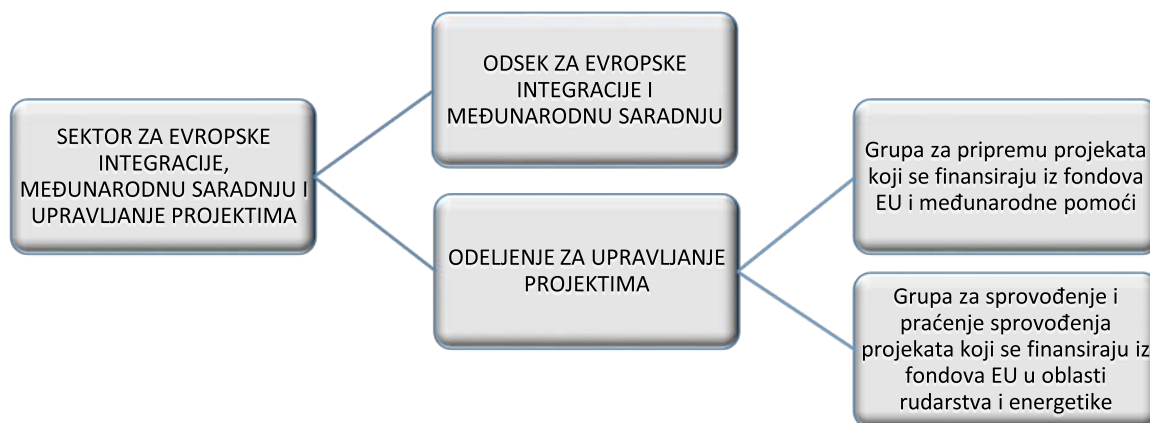 SEKTOR ZA EVROPSKE
INTEGRACIJE,
MEĐUNARODNU SARADNJU I
UPRAVLJANJE PROJEKTIMA
ODSEK ZA EVROPSKE
INTEGRACIJE I
MEĐUNARODNU SARADNJU
ODELJENJE ZA UPRAVLJANJE
PROJEKTIMA
Grupa za pripremu projekata
koji se finansiraju iz fondova
EU i međunarodne pomoći
Grupa za sprovođenje i
praćenje sprovođenja
projekata koji se finansiraju iz
fondova EU u oblasti
rudarstva i energetike